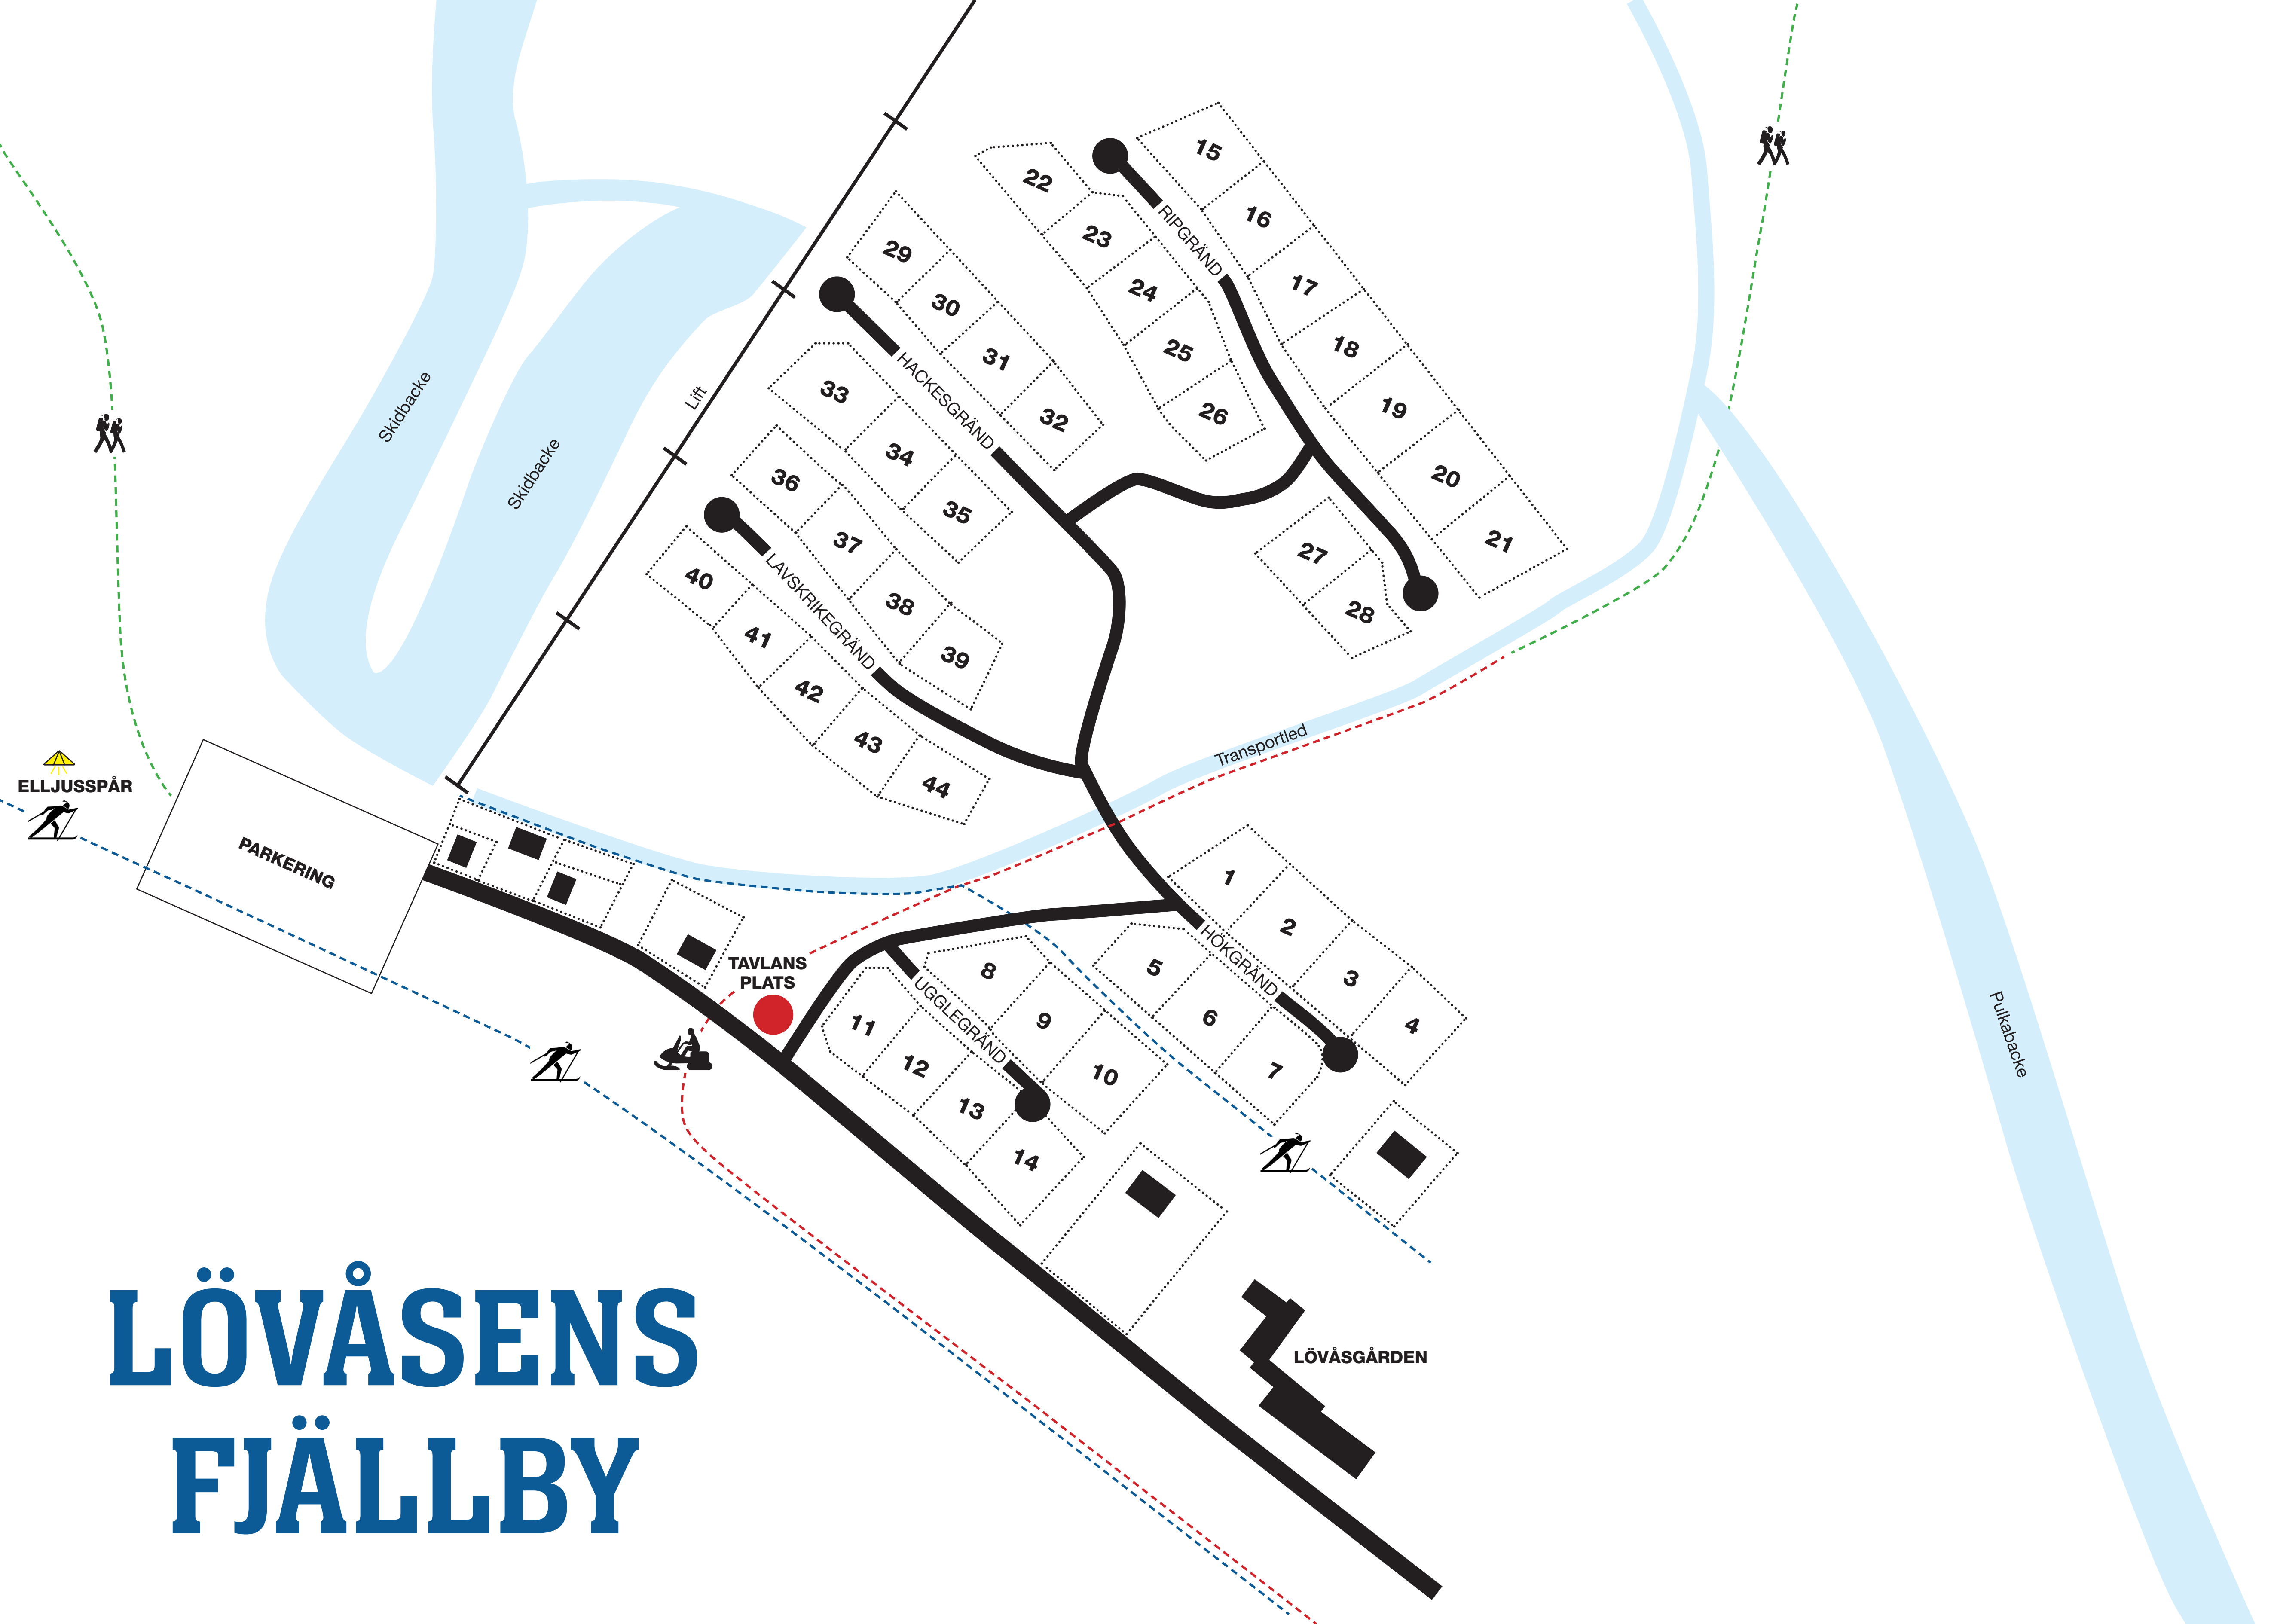 15
22
16
RIPGRÄND
23
29
17
24
30
18
25
31
HACKESGRÄND
33
Lift
Skidbacke
19
26
32
34
Skidbacke
20
36
35
21
37
27
LAVSKRIKEGRÄND
40
38
28
41
39
42
43
Transportled
44
ELLJUSSPÅR
PARKERING
1
2
HÖKGRÄND
TAVLANS
PLATS
8
5
3
UGGLEGRÄND
11
9
6
4
Pulkabacke
12
10
7
13
14
LÖVÅSGÅRDEN
LÖVÅSENS
FJÄLLBY